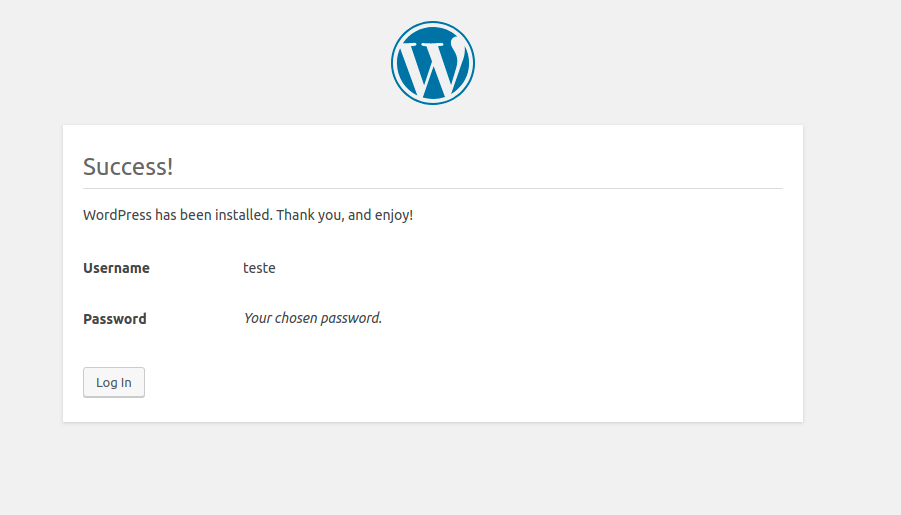 Success!
WordPress has been installed. Thank you, and enjoy!
Username teste
Password Your chosen password.
Log In